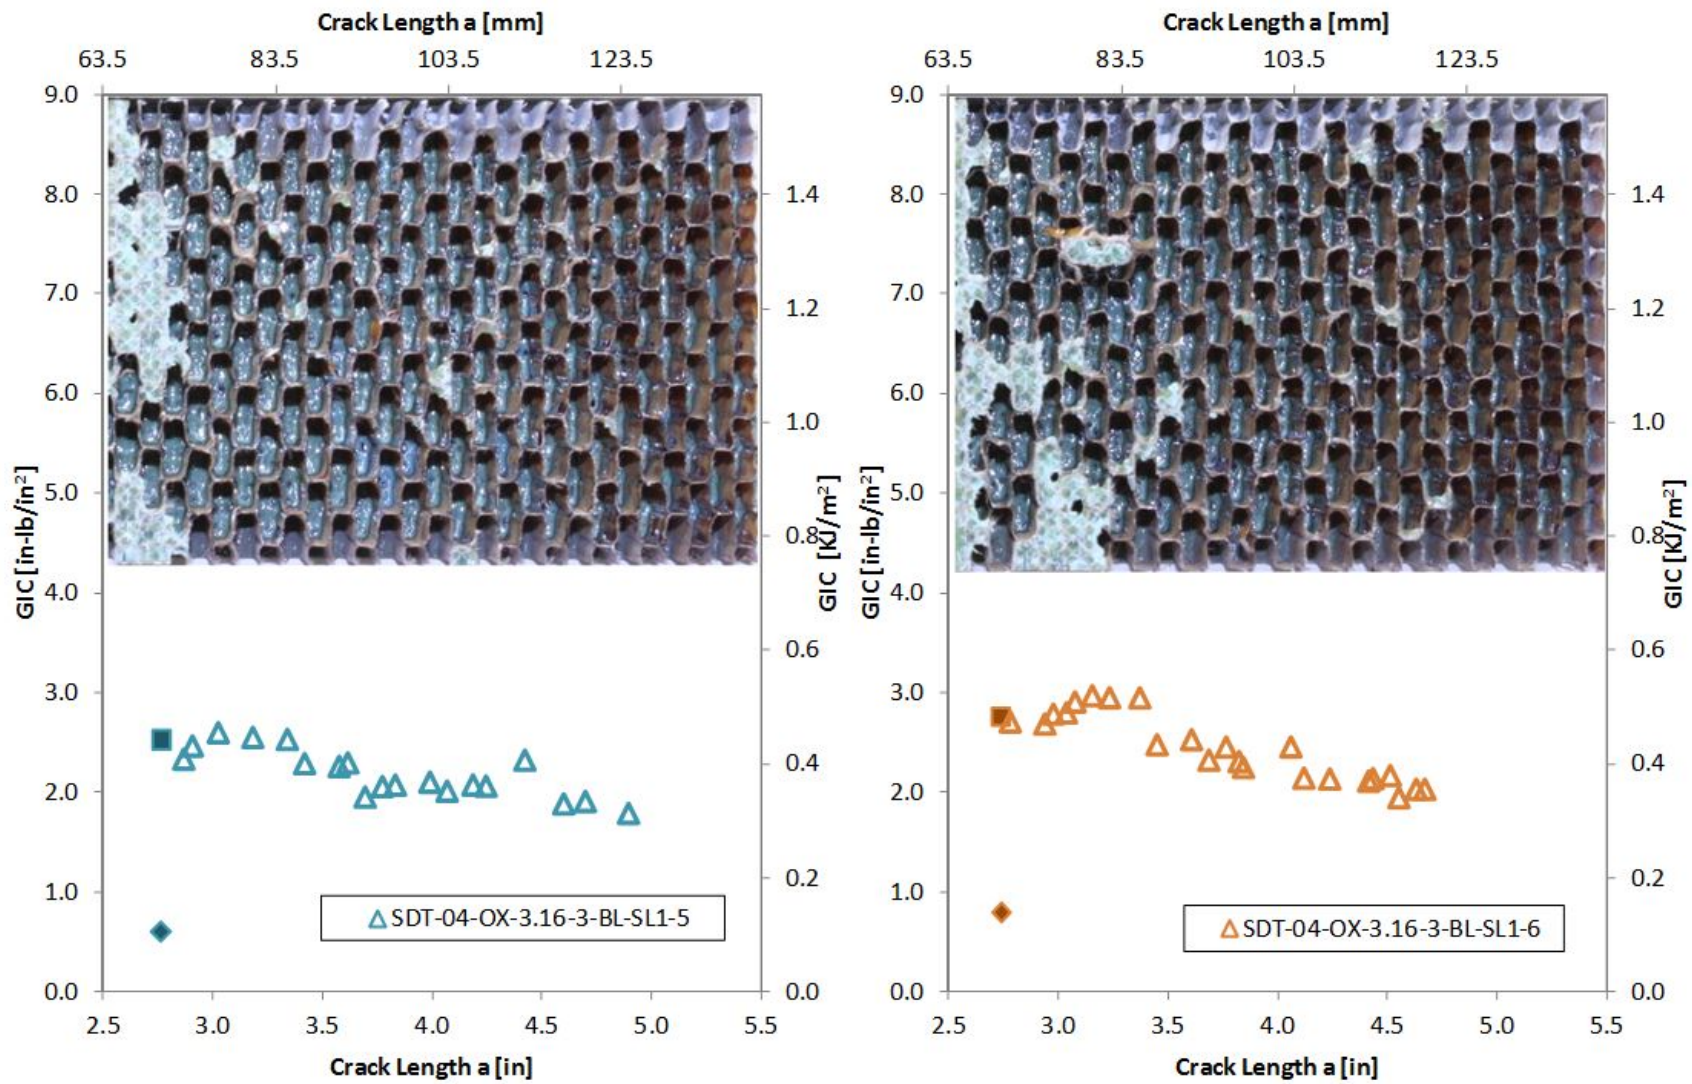 Crack Length a [mm]
63.5 83.5 103.5 123.5
9.0
8.0
7.0
6.0
5.0
4.0
3.0
2.0
1.0
0.0
GIC [in-lb/in²]
1.4
1.2
1.0
0.8
0.6
0.4
0.2
0.0
GIC [KJ/m²]
SDT-04-OX-3.16-3-BL-SL1-5
2.5 3.0 3.5 4.0 4.5 5.0 5.5
Crack Length a [in]
Crack Length a [mm]
63.5 83.5 103.5 123.5
9.0
8.0
7.0
6.0
5.0
4.0
3.0
2.0
1.0
0.0
GIC [in-lb/in²]
1.4
1.2
1.0
0.8
0.6
0.4
0.2
0.0
GIC [KJ/m²]
SDT-04-OX-3.16-3-BL-SL1-6
2.5 3.0 3.5 4.0 4.5 5.0 5.5
Crack Length a [in]